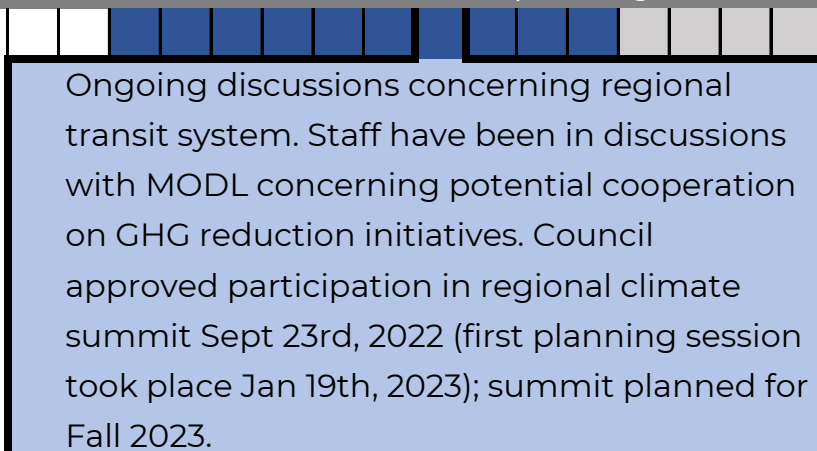 Ongoing discussions concerning regional
transit system. Staff have been in discussions
with MODL concerning potential cooperation
on GHG reduction initiatives. Council
approved participation in regional climate
summit Sept 23rd, 2022 (first planning session
took place Jan 19th, 2023); summit planned for
Fall 2023.